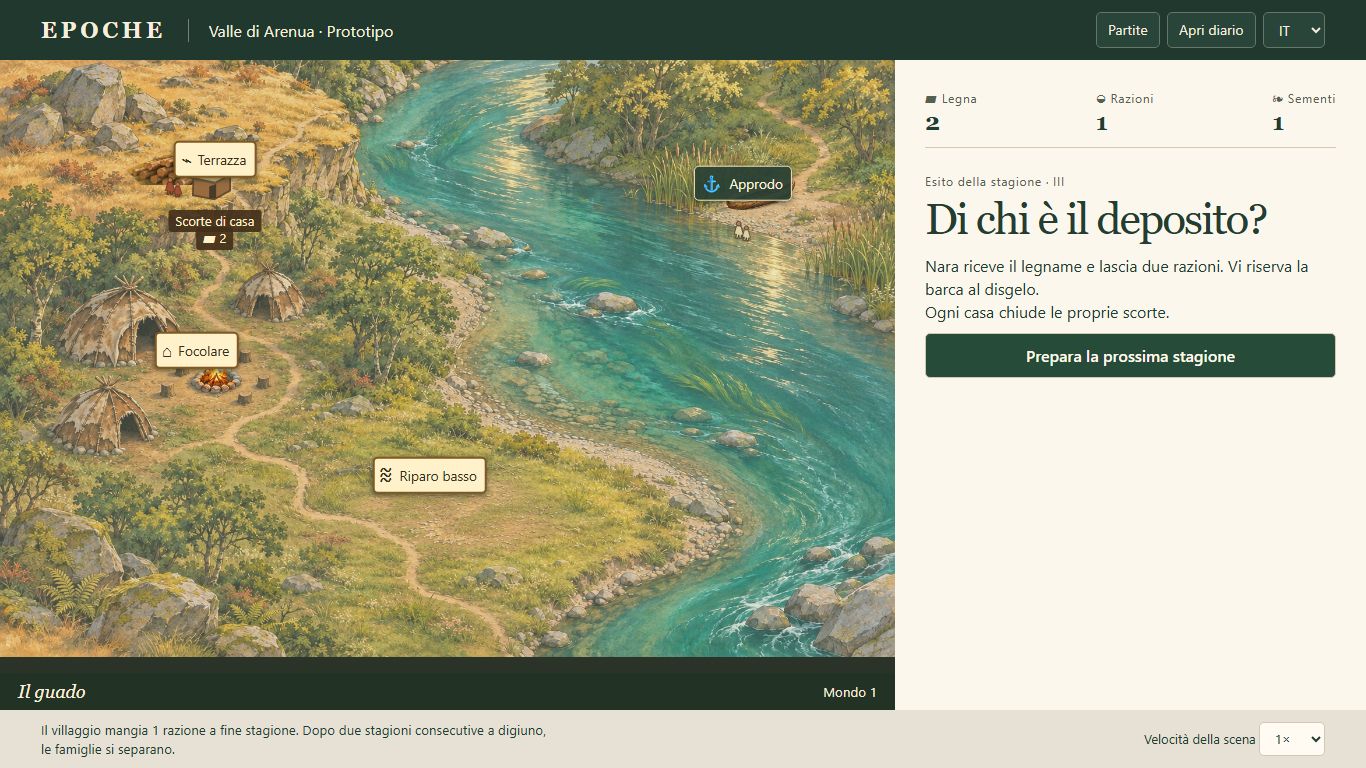 EPOCHE
Valle di Arenua · Prototipo
Partite
Apri diario
IT
Terrazza
Scorte di casa
2
Approdo
Focolare
Riparo basso
Il guado
Mondo 1
Legna
2
Razioni
1
Sementi
1
Esito della stagione · III
Di chi è il deposito?
Nara riceve il legname e lascia due razioni. Vi riserva la
barca al disgelo.
Ogni casa chiude le proprie scorte.
Prepara la prossima stagione
Il villaggio mangia 1 razione a fine stagione. Dopo due stagioni consecutive a digiuno,
le famiglie si separano.
Velocità della scena
1×